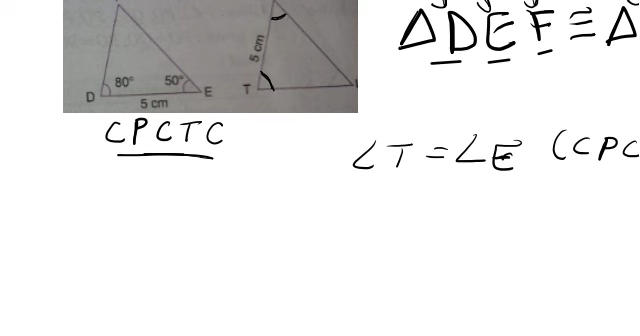 ΔDEF ≅ Δ
80° 50°
5 cm
D E
5 cm
T
CPCTC
∠T = ∠E (CPC